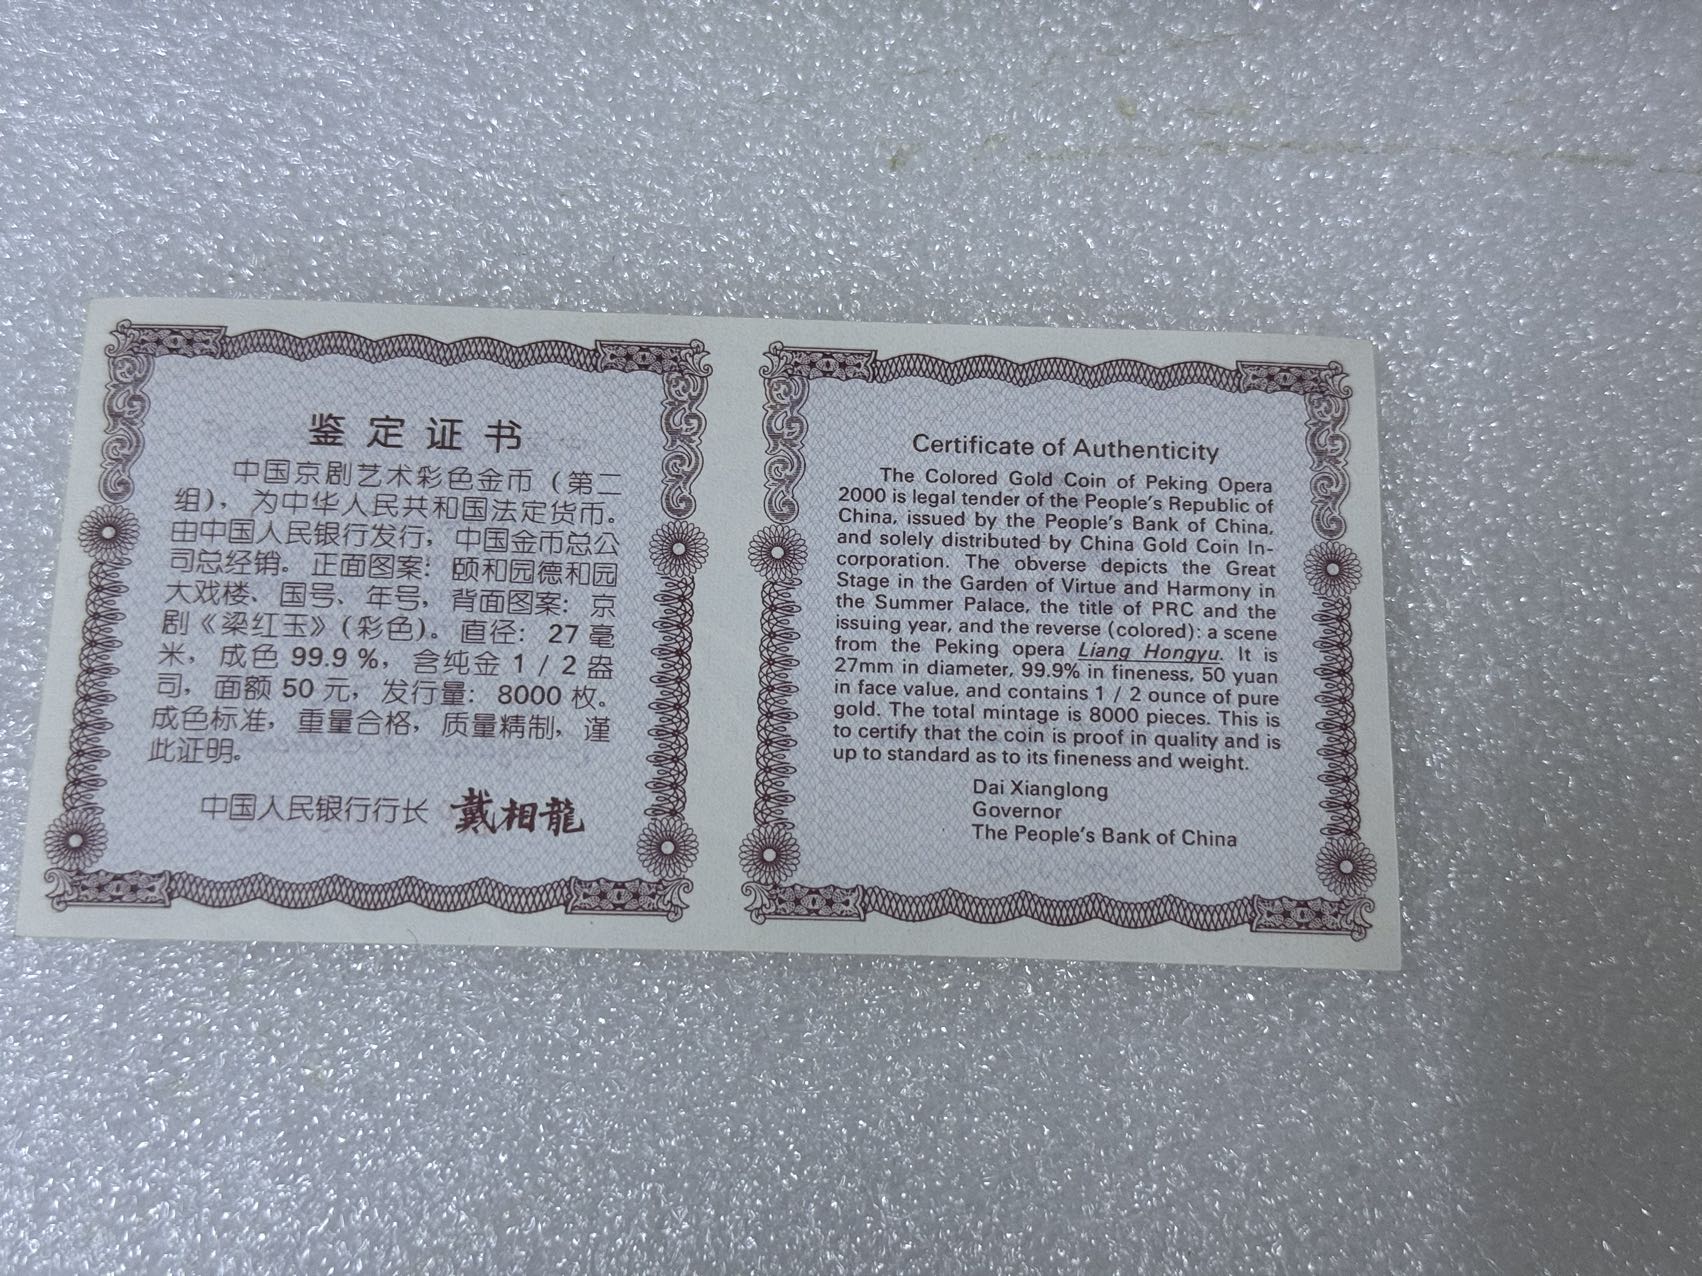 鉴定证书
中国京剧艺术彩色金币（第二
组），为中华人民共和国法定货币。
由中国人民银行发行，中国金币总公
司总经销。正面图案：颐和园德和园
大戏楼、国号、年号，背面图案：京
剧《梁红玉》（彩色）。直径：27毫
米，成色 99.9 %，含纯金 1 / 2 盎
司，面额 50 元，发行量：8000 枚。
成色标准，重量合格，质量精制，谨
此证明。
中国人民银行行长 戴相龍
Certificate of Authenticity
The Colored Gold Coin of Peking Opera
2000 is legal tender of the People's Republic of
China, issued by the People's Bank of China,
and solely distributed by China Gold Coin In-
corporation. The obverse depicts the Great
Stage in the Garden of Virtue and Harmony in
the Summer Palace, the title of PRC and the
issuing year, and the reverse (colored): a scene
from the Peking opera Liang Hongyu. It is
27mm in diameter, 99.9% in fineness, 50 yuan
in face value, and contains 1 / 2 ounce of pure
gold. The total mintage is 8000 pieces. This is
to certify that the coin is proof in quality and is
up to standard as to its fineness and weight.
Dai Xianglong
Governor
The People's Bank of China